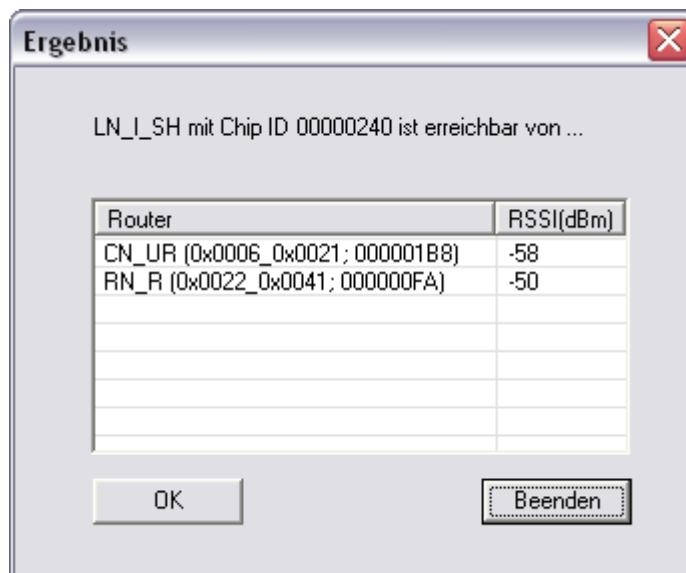 Ergebnis
LN_I_SH mit Chip ID 00000240 ist erreichbar von ...
Router RSSI(dBm)
CN_UR (0x0006_0x0021; 000001B8) -58
RN_R (0x0022_0x0041; 000000FA) -50
OK Beenden